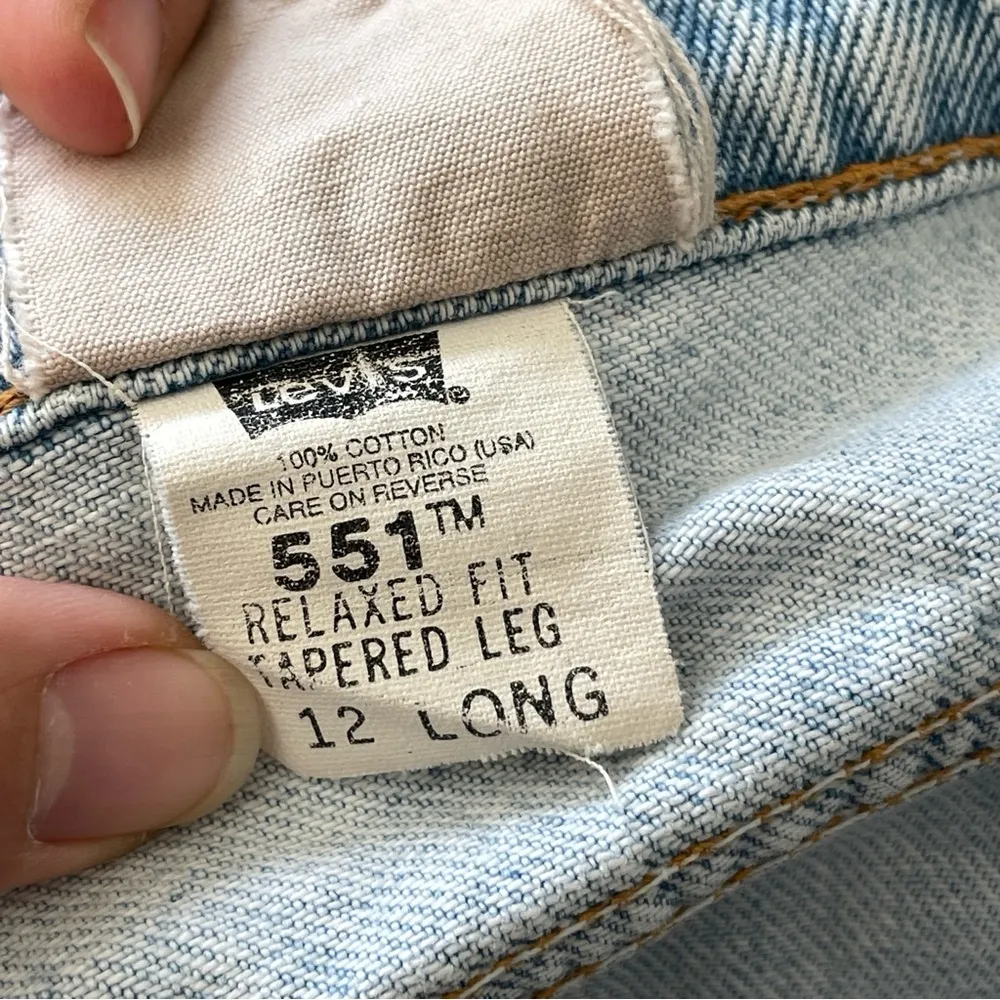 Levi's ®
100% COTTON
MADE IN PUERTO RICO (USA)
CARE ON REVERSE
551™
RELAXED FIT
TAPERED LEG
12 LONG